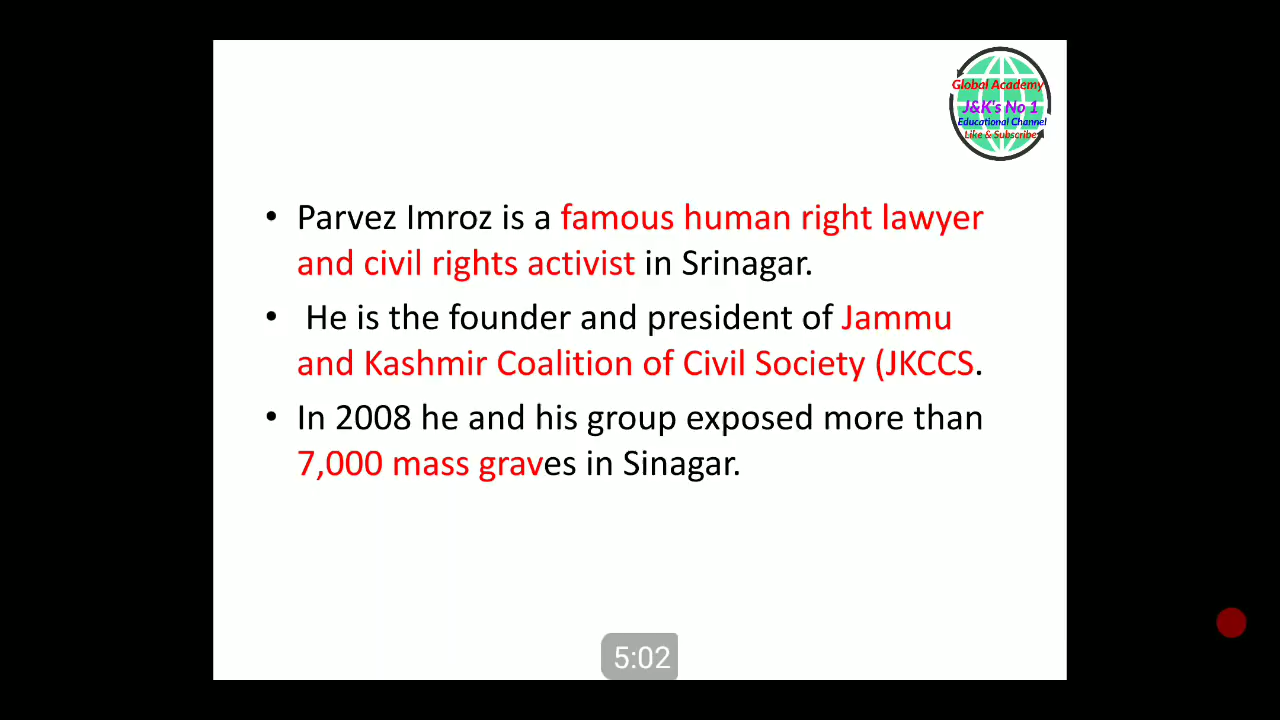 Global Academy
J&K's No 1
Educational Channel
Like & Subscribe
• Parvez Imroz is a famous human right lawyer
and civil rights activist in Srinagar.
• He is the founder and president of Jammu
and Kashmir Coalition of Civil Society (JKCCS.
• In 2008 he and his group exposed more than
7,000 mass graves in Sinagar.
5:02